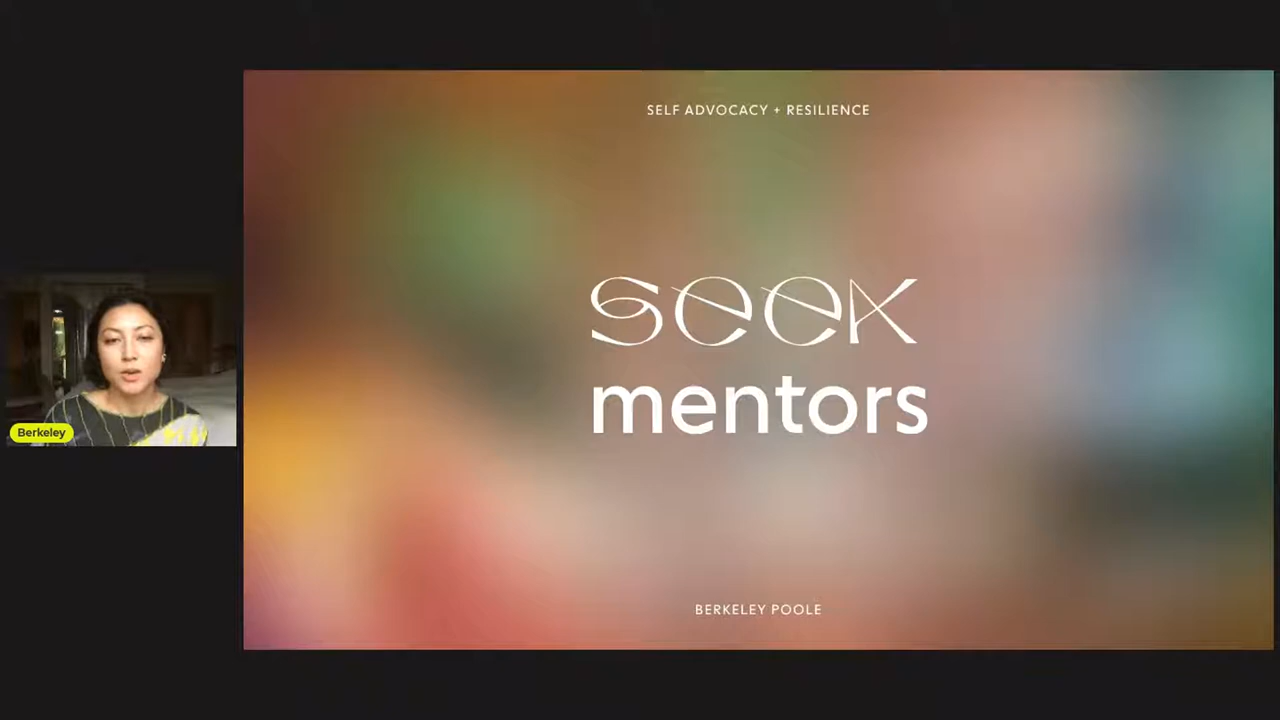 SELF ADVOCACY + RESILIENCE
seek
mentors
Berkeley
BERKELEY POOLE